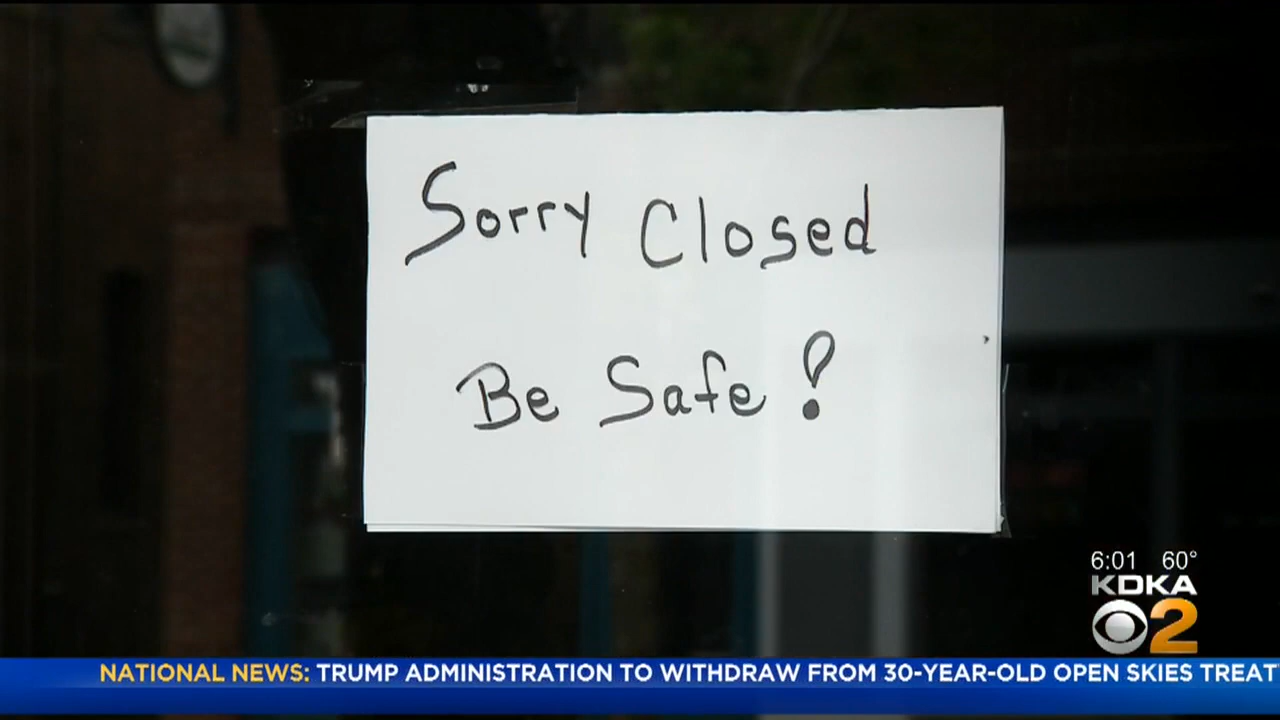 Sorry Closed
Be Safe!
6:01 60°
KDKA
2
NATIONAL NEWS: TRUMP ADMINISTRATION TO WITHDRAW FROM 30-YEAR-OLD OPEN SKIES TREAT